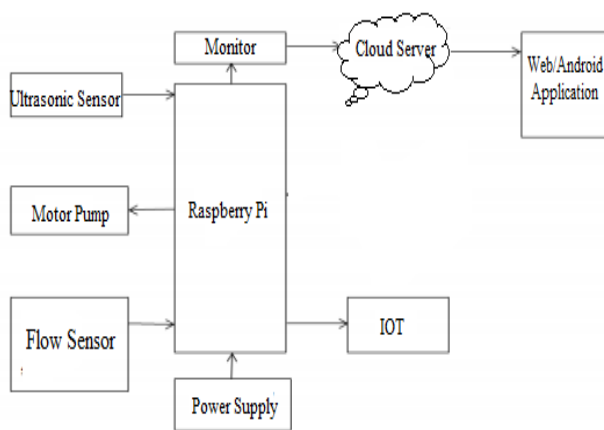 Monitor
Cloud Server
Web/Android
Application
Ultrasonic Sensor
Motor Pump
Raspberry Pi
Flow Sensor
IOT
Power Supply